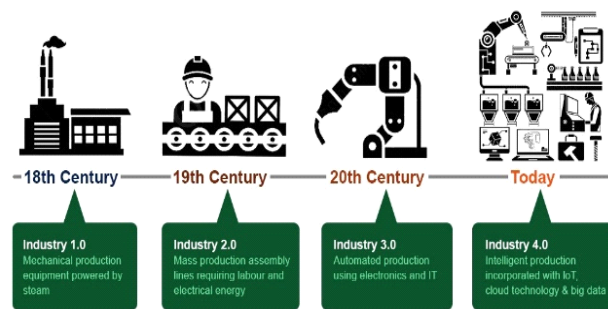 18th Century
19th Century
20th Century
Today
Industry 1.0
Mechanical production
equipment powered by
steam
Industry 2.0
Mass production assembly
lines requiring labour and
electrical energy
Industry 3.0
Automated production
using electronics and IT
Industry 4.0
Intelligent production
incorporated with IoT,
cloud technology & big data